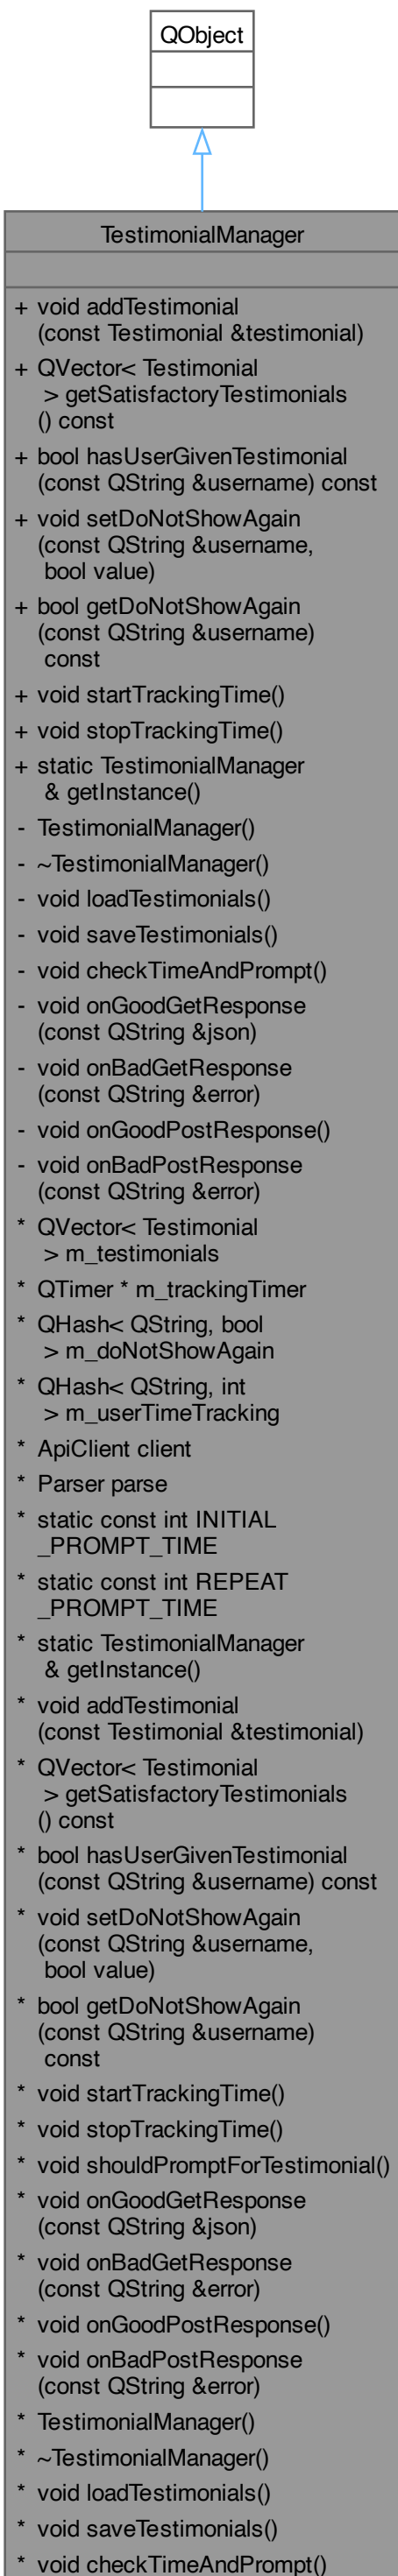 QObject
TestimonialManager
+ void addTestimonial
(const Testimonial &testimonial)
+ QVector< Testimonial
> getSatisfactoryTestimonials
() const
+ bool hasUserGivenTestimonial
(const QString &username) const
+ void setDoNotShowAgain
(const QString &username,
bool value)
+ bool getDoNotShowAgain
(const QString &username)
const
+ void startTrackingTime()
+ void stopTrackingTime()
+ static TestimonialManager
& getInstance()
- TestimonialManager()
- ~TestimonialManager()
- void loadTestimonials()
- void saveTestimonials()
- void checkTimeAndPrompt()
- void onGoodGetResponse
(const QString &json)
- void onBadGetResponse
(const QString &error)
- void onGoodPostResponse()
- void onBadPostResponse
(const QString &error)
* QVector< Testimonial
> m_testimonials
* QTimer * m_trackingTimer
* QHash< QString, bool
> m_doNotShowAgain
* QHash< QString, int
> m_userTimeTracking
* ApiClient client
* Parser parse
* static const int INITIAL
_PROMPT_TIME
* static const int REPEAT
_PROMPT_TIME
* static TestimonialManager
& getInstance()
* void addTestimonial
(const Testimonial &testimonial)
* QVector< Testimonial
> getSatisfactoryTestimonials
() const
* bool hasUserGivenTestimonial
(const QString &username) const
* void setDoNotShowAgain
(const QString &username,
bool value)
* bool getDoNotShowAgain
(const QString &username)
const
* void startTrackingTime()
* void stopTrackingTime()
* void shouldPromptForTestimonial()
* void onGoodGetResponse
(const QString &json)
* void onBadGetResponse
(const QString &error)
* void onGoodPostResponse()
* void onBadPostResponse
(const QString &error)
* TestimonialManager()
* ~TestimonialManager()
* void loadTestimonials()
* void saveTestimonials()
* void checkTimeAndPrompt()